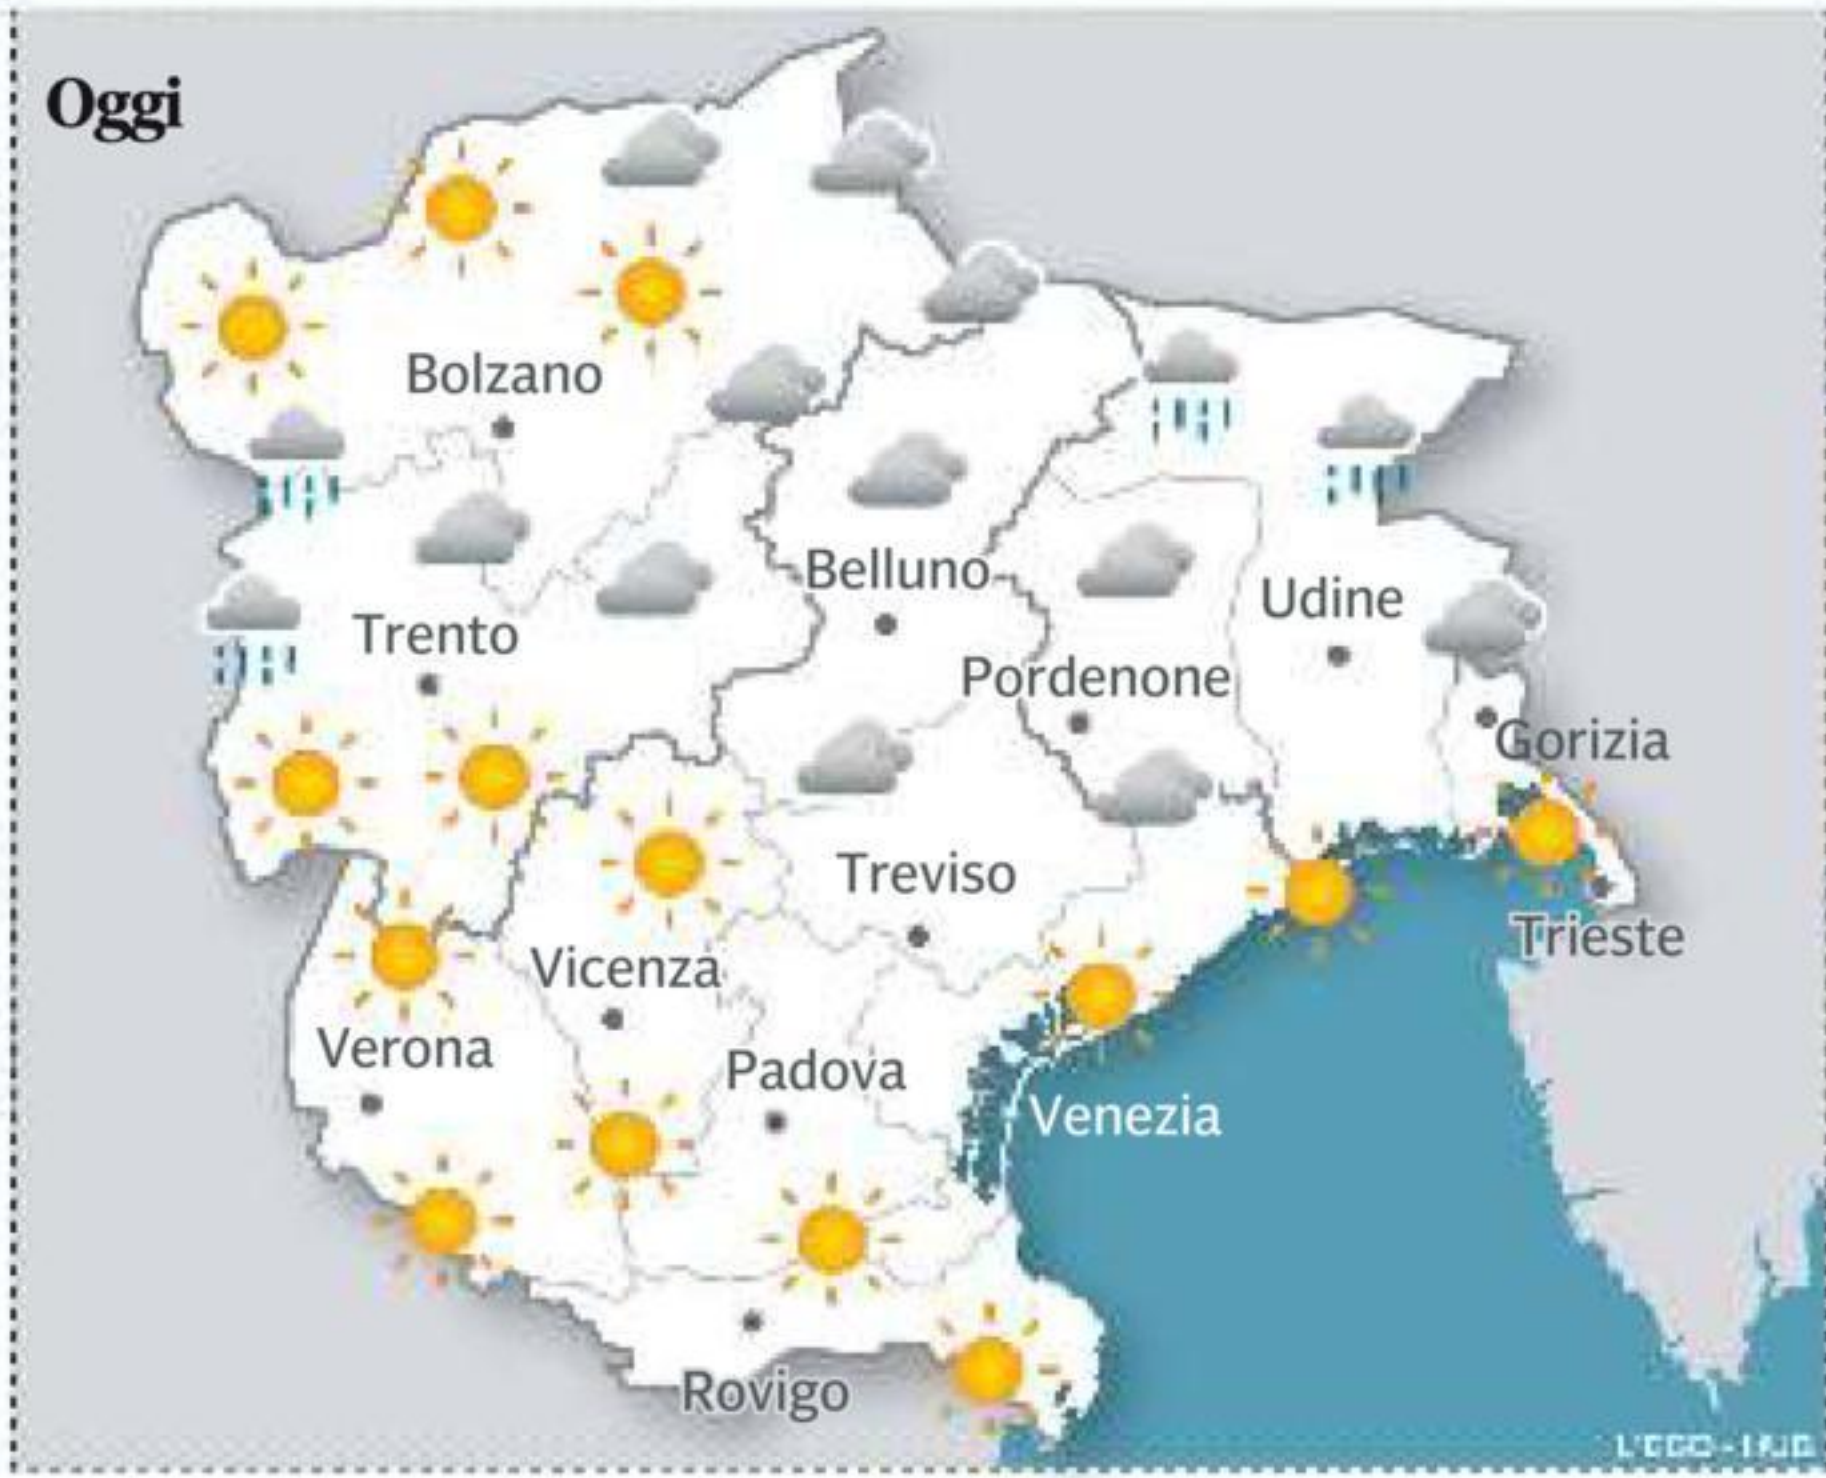 Oggi
Bolzano
Belluno
Udine
Trento
Pordenone
Gorizia
Treviso
Trieste
Vicenza
Verona
Padova
Venezia
Rovigo